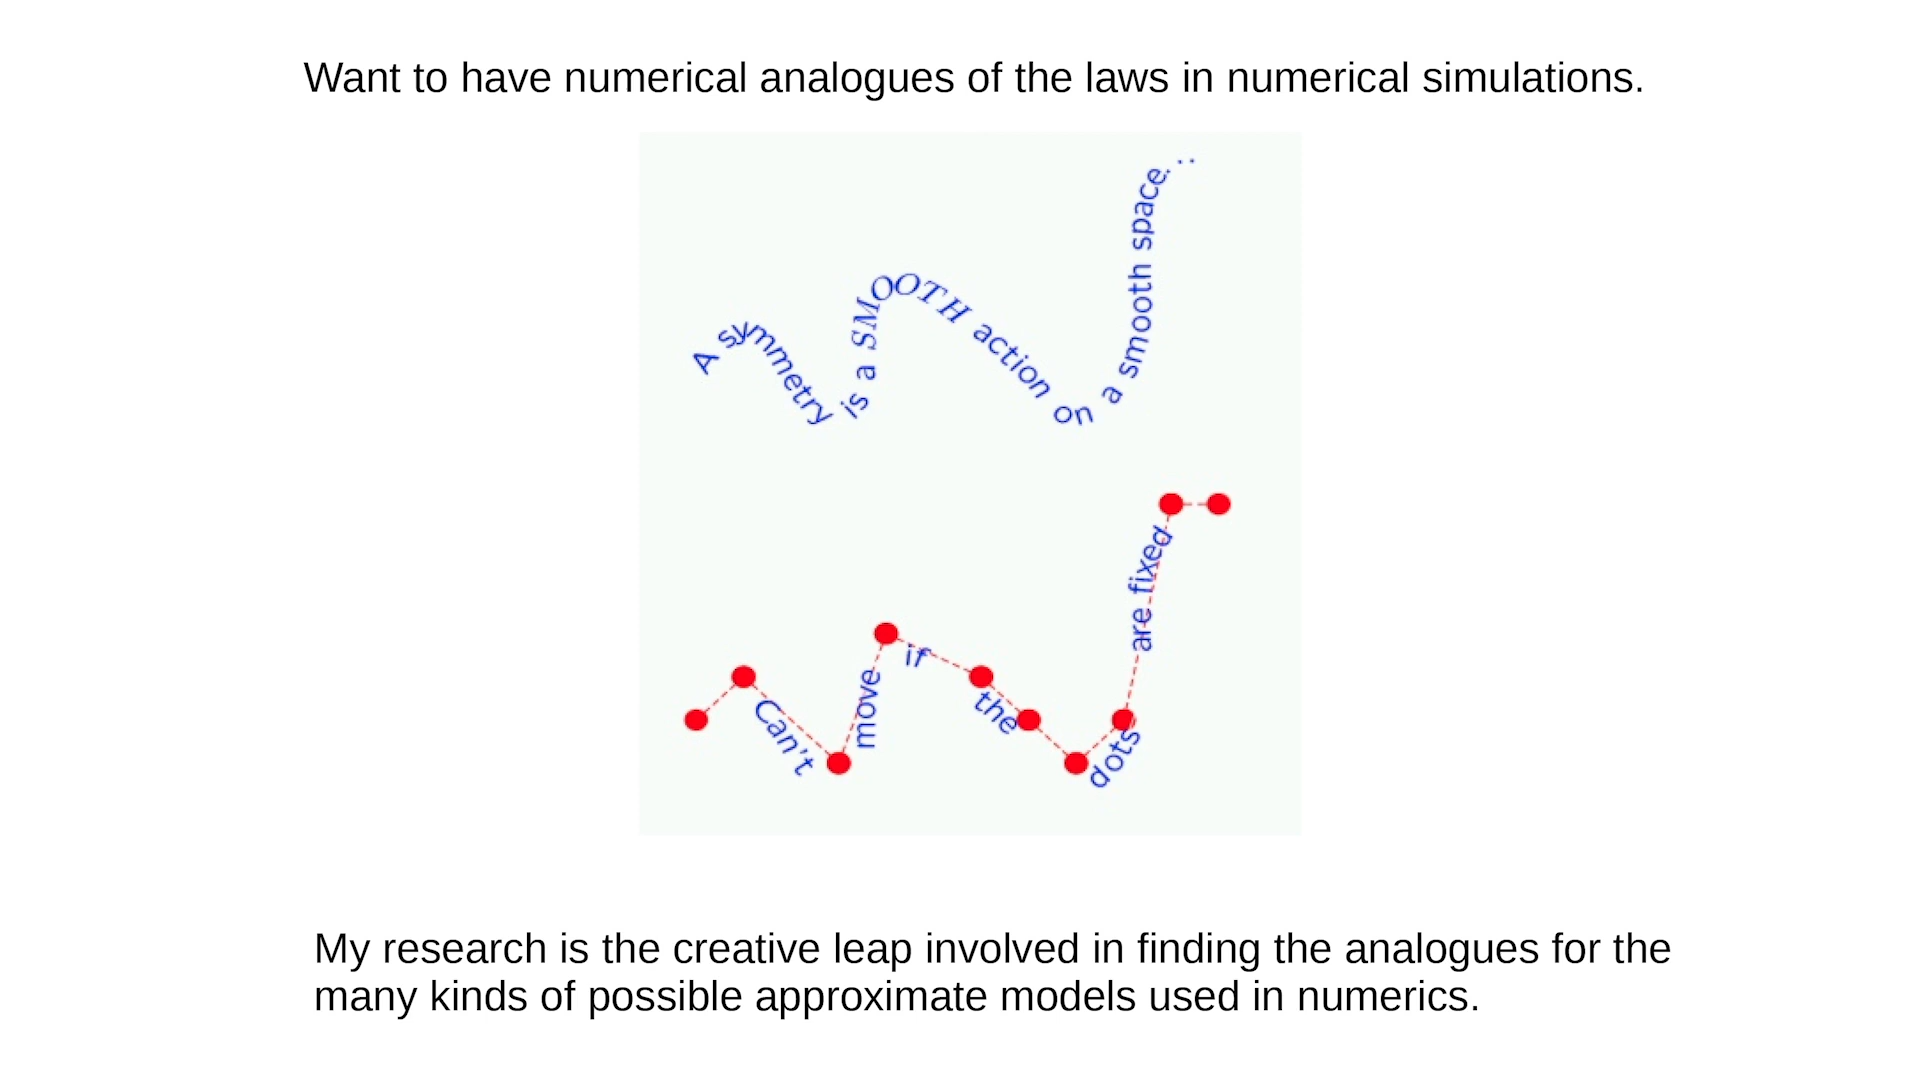 Want to have numerical analogues of the laws in numerical simulations.
A symmetry is a SMOOTH action on a smooth space. :
Can't move if the dots are fixed
My research is the creative leap involved in finding the analogues for the
many kinds of possible approximate models used in numerics.